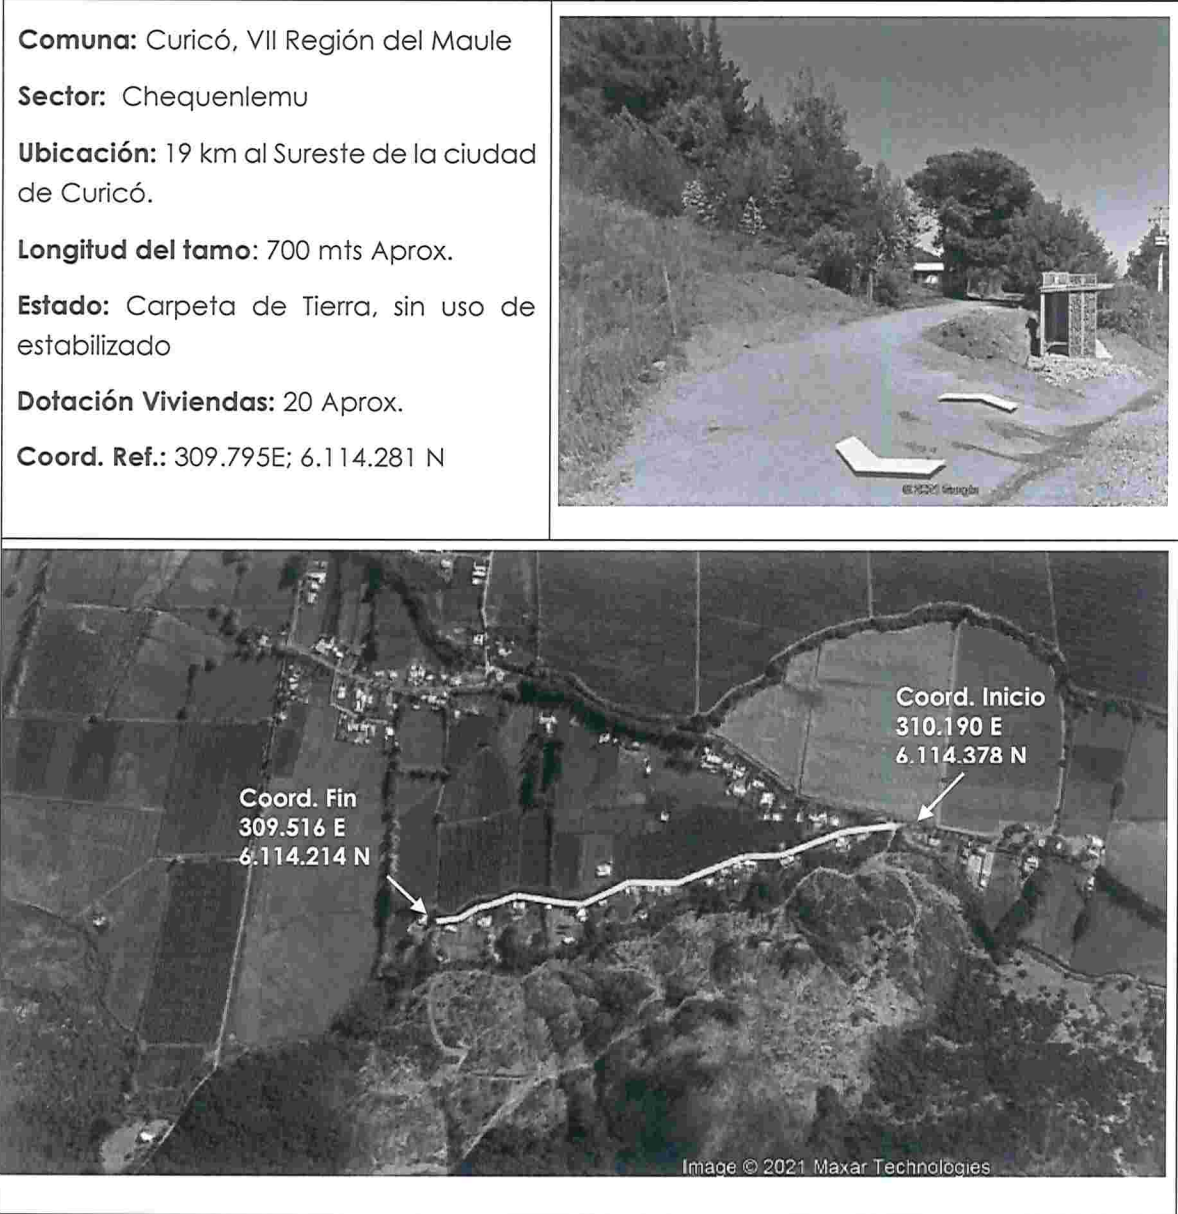 Comuna: Curicó, VII Región del Maule
Sector: Chequenlemu
Ubicación: 19 km al Sureste de la ciudad
de Curicó.
Longitud del tamo: 700 mts Aprox.
Estado: Carpeta de Tierra, sin uso de
estabilizado
Dotación Viviendas: 20 Aprox.
Coord. Ref.: 309.795E; 6.114.281 N
Coord. Inicio
310.190 E
6.114.378 N
Coord. Fin
309.516 E
6.114.214 N
Image © 2021 Maxar Technologies